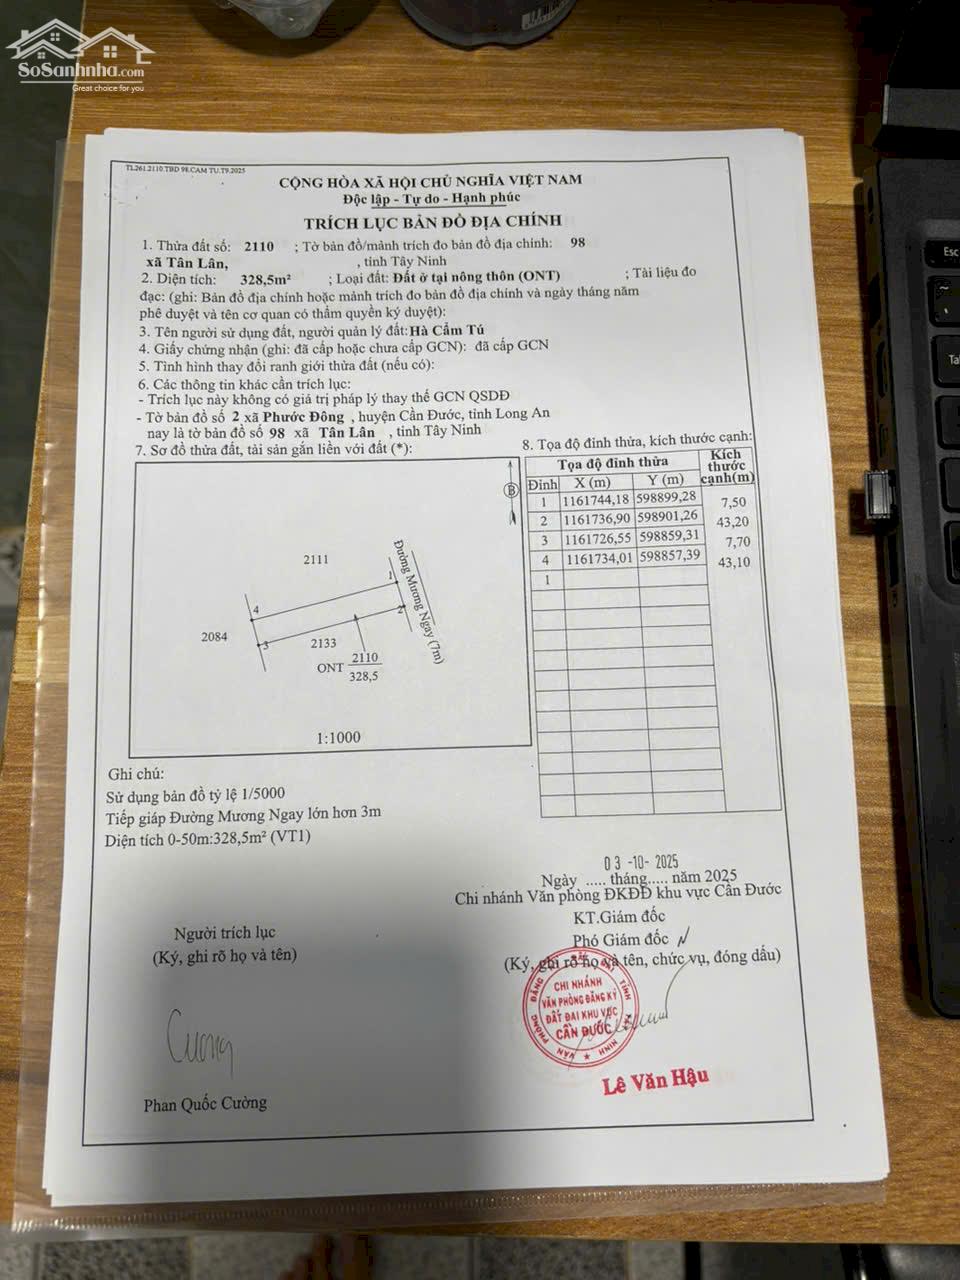 SoSanhnha.com
Great choice for you
TL261.2110.TBD 98.CAM TU.T9.2025
CỘNG HÒA XÃ HỘI CHỦ NGHĨA VIỆT NAM
Độc lập - Tự do - Hạnh phúc
TRÍCH LỤC BẢN ĐỒ ĐỊA CHÍNH
1. Thửa đất số: 2110 ; Tờ bản đồ/mảnh trích đo bản đồ địa chính: 98
xã Tân Lân, , tỉnh Tây Ninh
2. Diện tích: 328,5m² ; Loại đất: Đất ở tại nông thôn (ONT) ; Tài liệu đo
đạc: (ghi: Bản đồ địa chính hoặc mảnh trích đo bản đồ địa chính và ngày tháng năm
phê duyệt và tên cơ quan có thẩm quyền ký duyệt):
3. Tên người sử dụng đất, người quản lý đất: Hà Cẩm Tú
4. Giấy chứng nhận (ghi: đã cấp hoặc chưa cấp GCN): đã cấp GCN
5. Tình hình thay đổi ranh giới thửa đất (nếu có):
6. Các thông tin khác cần trích lục:
- Trích lục này không có giá trị pháp lý thay thế GCN QSDĐ
- Tờ bản đồ số 2 xã Phước Đông , huyện Cần Đước, tỉnh Long An
nay là tờ bản đồ số 98 xã Tân Lân , tỉnh Tây Ninh
7. Sơ đồ thửa đất, tài sản gắn liền với đất (*):
B
2111
Đường Mương Ngay (7m)
1
4
2
2084
3
2133
ONT 2110
328,5
1:1000
8. Tọa độ đỉnh thửa, kích thước cạnh:
Tọa độ đỉnh thửa Kích thước cạnh(m)
Đỉnh X (m) Y (m)
1 1161744,18 598899,28
7,50
2 1161736,90 598901,26
43,20
3 1161726,55 598859,31
7,70
4 1161734,01 598857,39
43,10
1
Ghi chú:
Sử dụng bản đồ tỷ lệ 1/5000
Tiếp giáp Đường Mương Ngay lớn hơn 3m
Diện tích 0-50m:328,5m² (VT1)
03 -10- 2025
Ngày ..... tháng..... năm 2025
Chi nhánh Văn phòng ĐKĐĐ khu vực Cần Đước
KT.Giám đốc
Phó Giám đốc
(Ký, ghi rõ họ và tên, chức vụ, đóng dấu)
Người trích lục
(Ký, ghi rõ họ và tên)
CHI NHÁNH
VĂN PHÒNG ĐĂNG KÝ
ĐẤT ĐAI KHU VỰC
CẦN ĐƯỚC
Cương
Lê Văn Hậu
Phan Quốc Cường
Esc
Tab